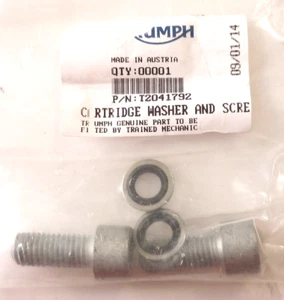 TRIUMPH
MADE IN AUSTRIA
QTY:00001
P/N:T2041792
09/01/14
CARTRIDGE WASHER AND SCRE
TRIUMPH GENUINE PART TO BE
FITTED BY TRAINED MECHANIC